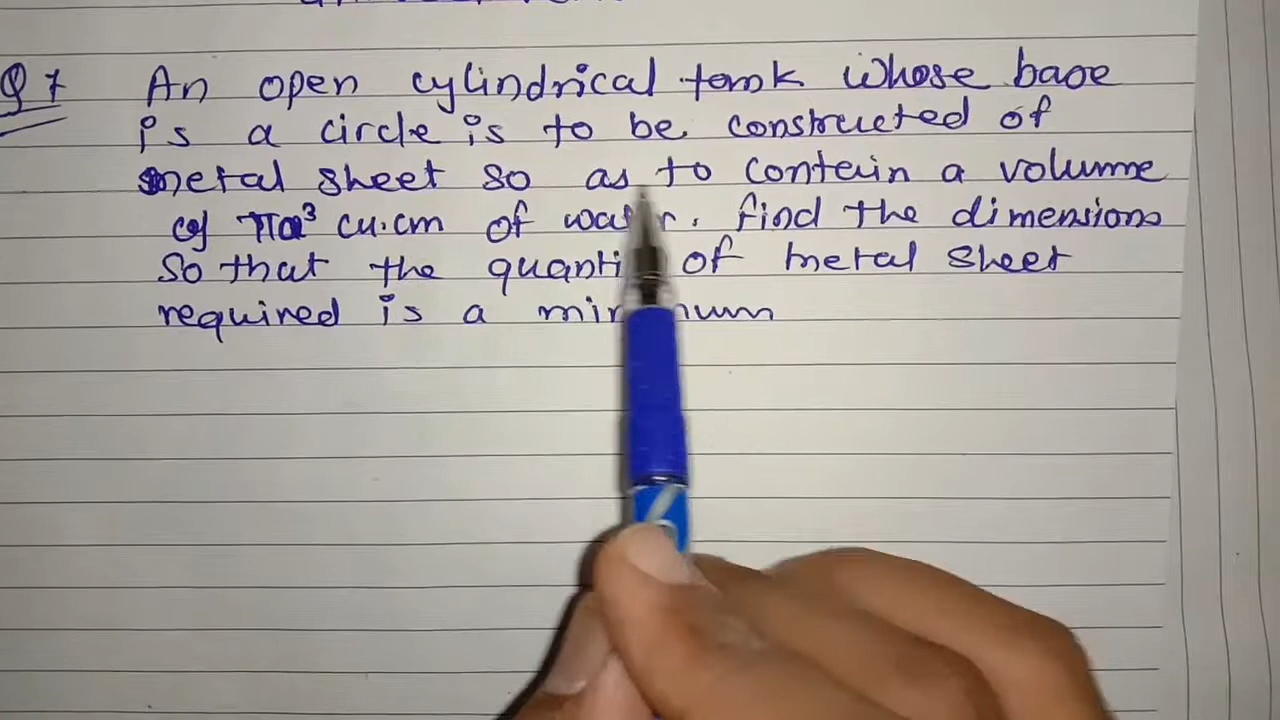 Q 7 An open cylindrical tank whose base
is a circle is to be constructed of
metal sheet so as to contain a volume
of πa³ cu.cm of water. find the dimensions
So that the quanti of metal sheet
required is a minimum